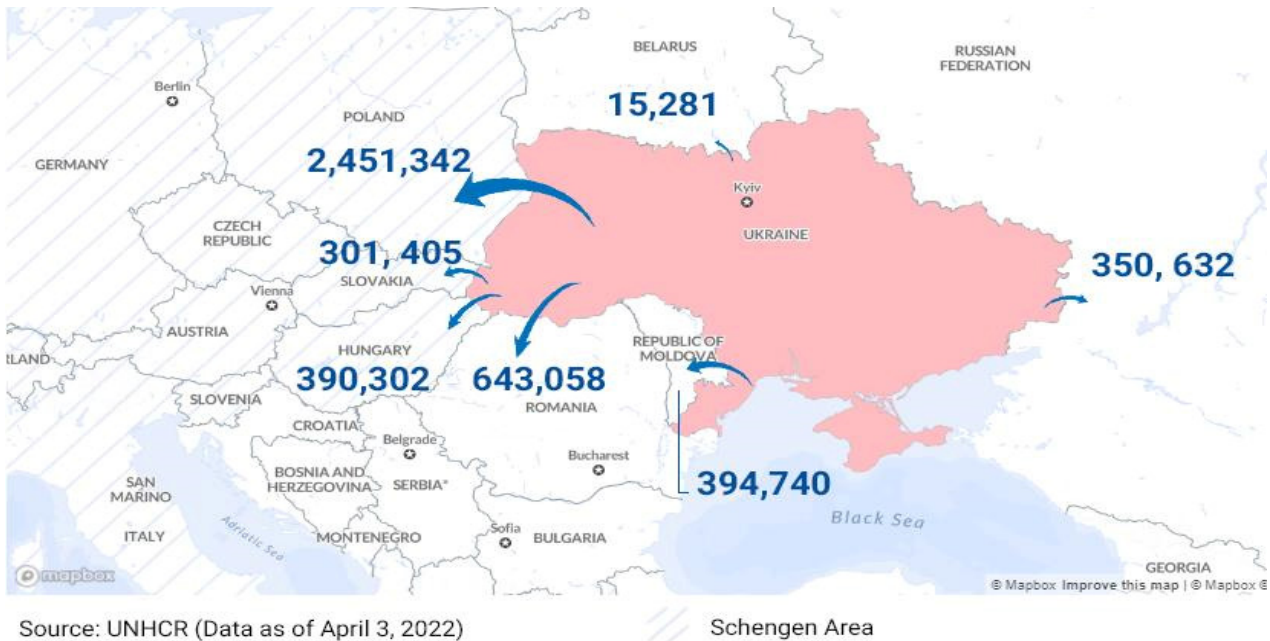 BELARUS
RUSSIAN
FEDERATION
Berlin
15,281
POLAND
GERMANY
2,451,342
Kyiv
CZECH
REPUBLIC
UKRAINE
301, 405
350, 632
SLOVAKIA
Vienna
AUSTRIA
RLAND
HUNGARY
REPUBLIC OF
MOLDOVA
390,302
643,058
SLOVENIA
ROMANIA
CROATIA
Belgrade
Bucharest
BOSNIA AND
HERZEGOVINA
SERBIA*
SAN
MARINO
394,740
Black Sea
ITALY
Adriatic Sea
MONTENEGRO
Sofia
BULGARIA
GEORGIA
mapbox
© Mapbox Improve this map | © Mapbox ©
Source: UNHCR (Data as of April 3, 2022)
Schengen Area